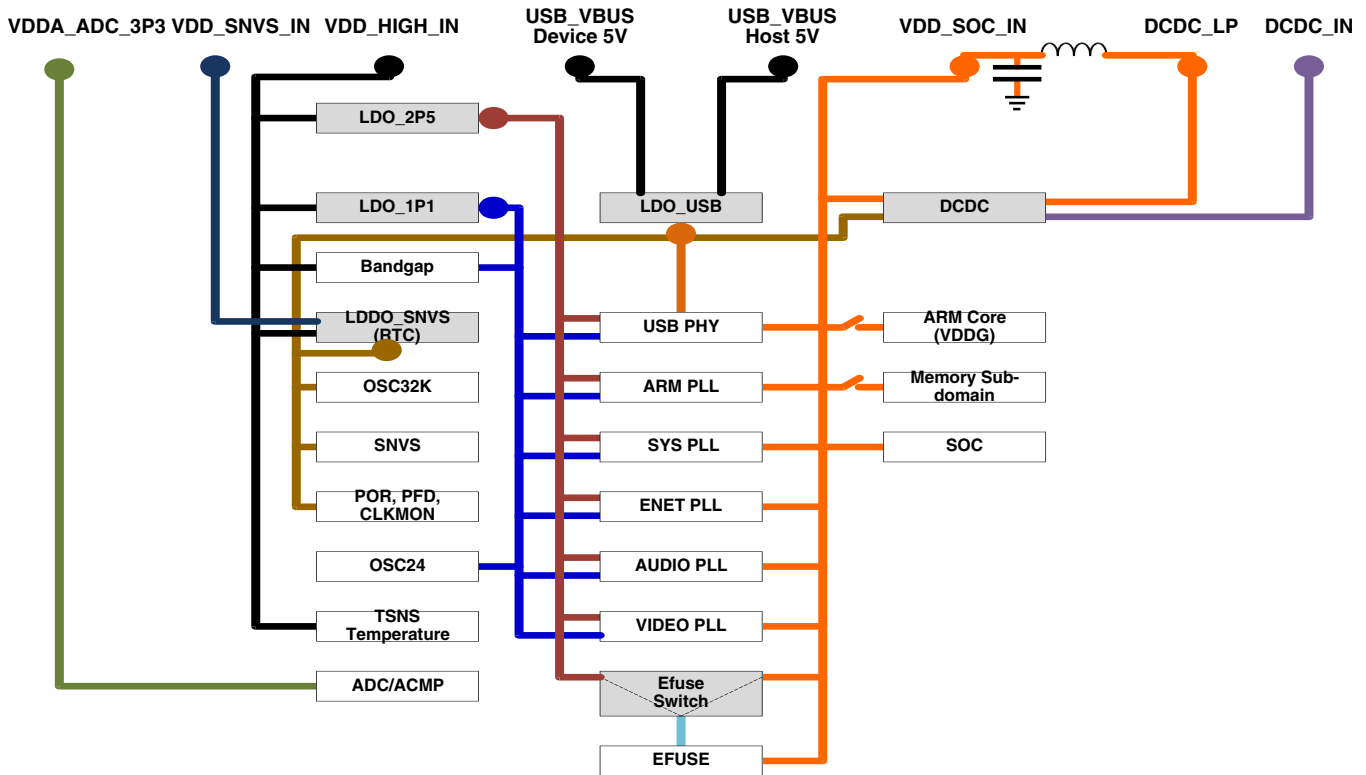 VDDA_ADC_3P3 VDD_SNVS_IN VDD_HIGH_IN
USB_VBUS
Device 5V
USB_VBUS
Host 5V
VDD_SOC_IN
DCDC_LP
DCDC_IN
LDO_2P5
LDO_1P1
LDO_USB
DCDC
Bandgap
LDDO_SNVS
(RTC)
USB PHY
ARM Core
(VDDG)
OSC32K
ARM PLL
Memory Sub-
domain
SNVS
SYS PLL
SOC
POR, PFD,
CLKMON
ENET PLL
OSC24
AUDIO PLL
TSNS
Temperature
VIDEO PLL
ADC/ACMP
Efuse
Switch
EFUSE